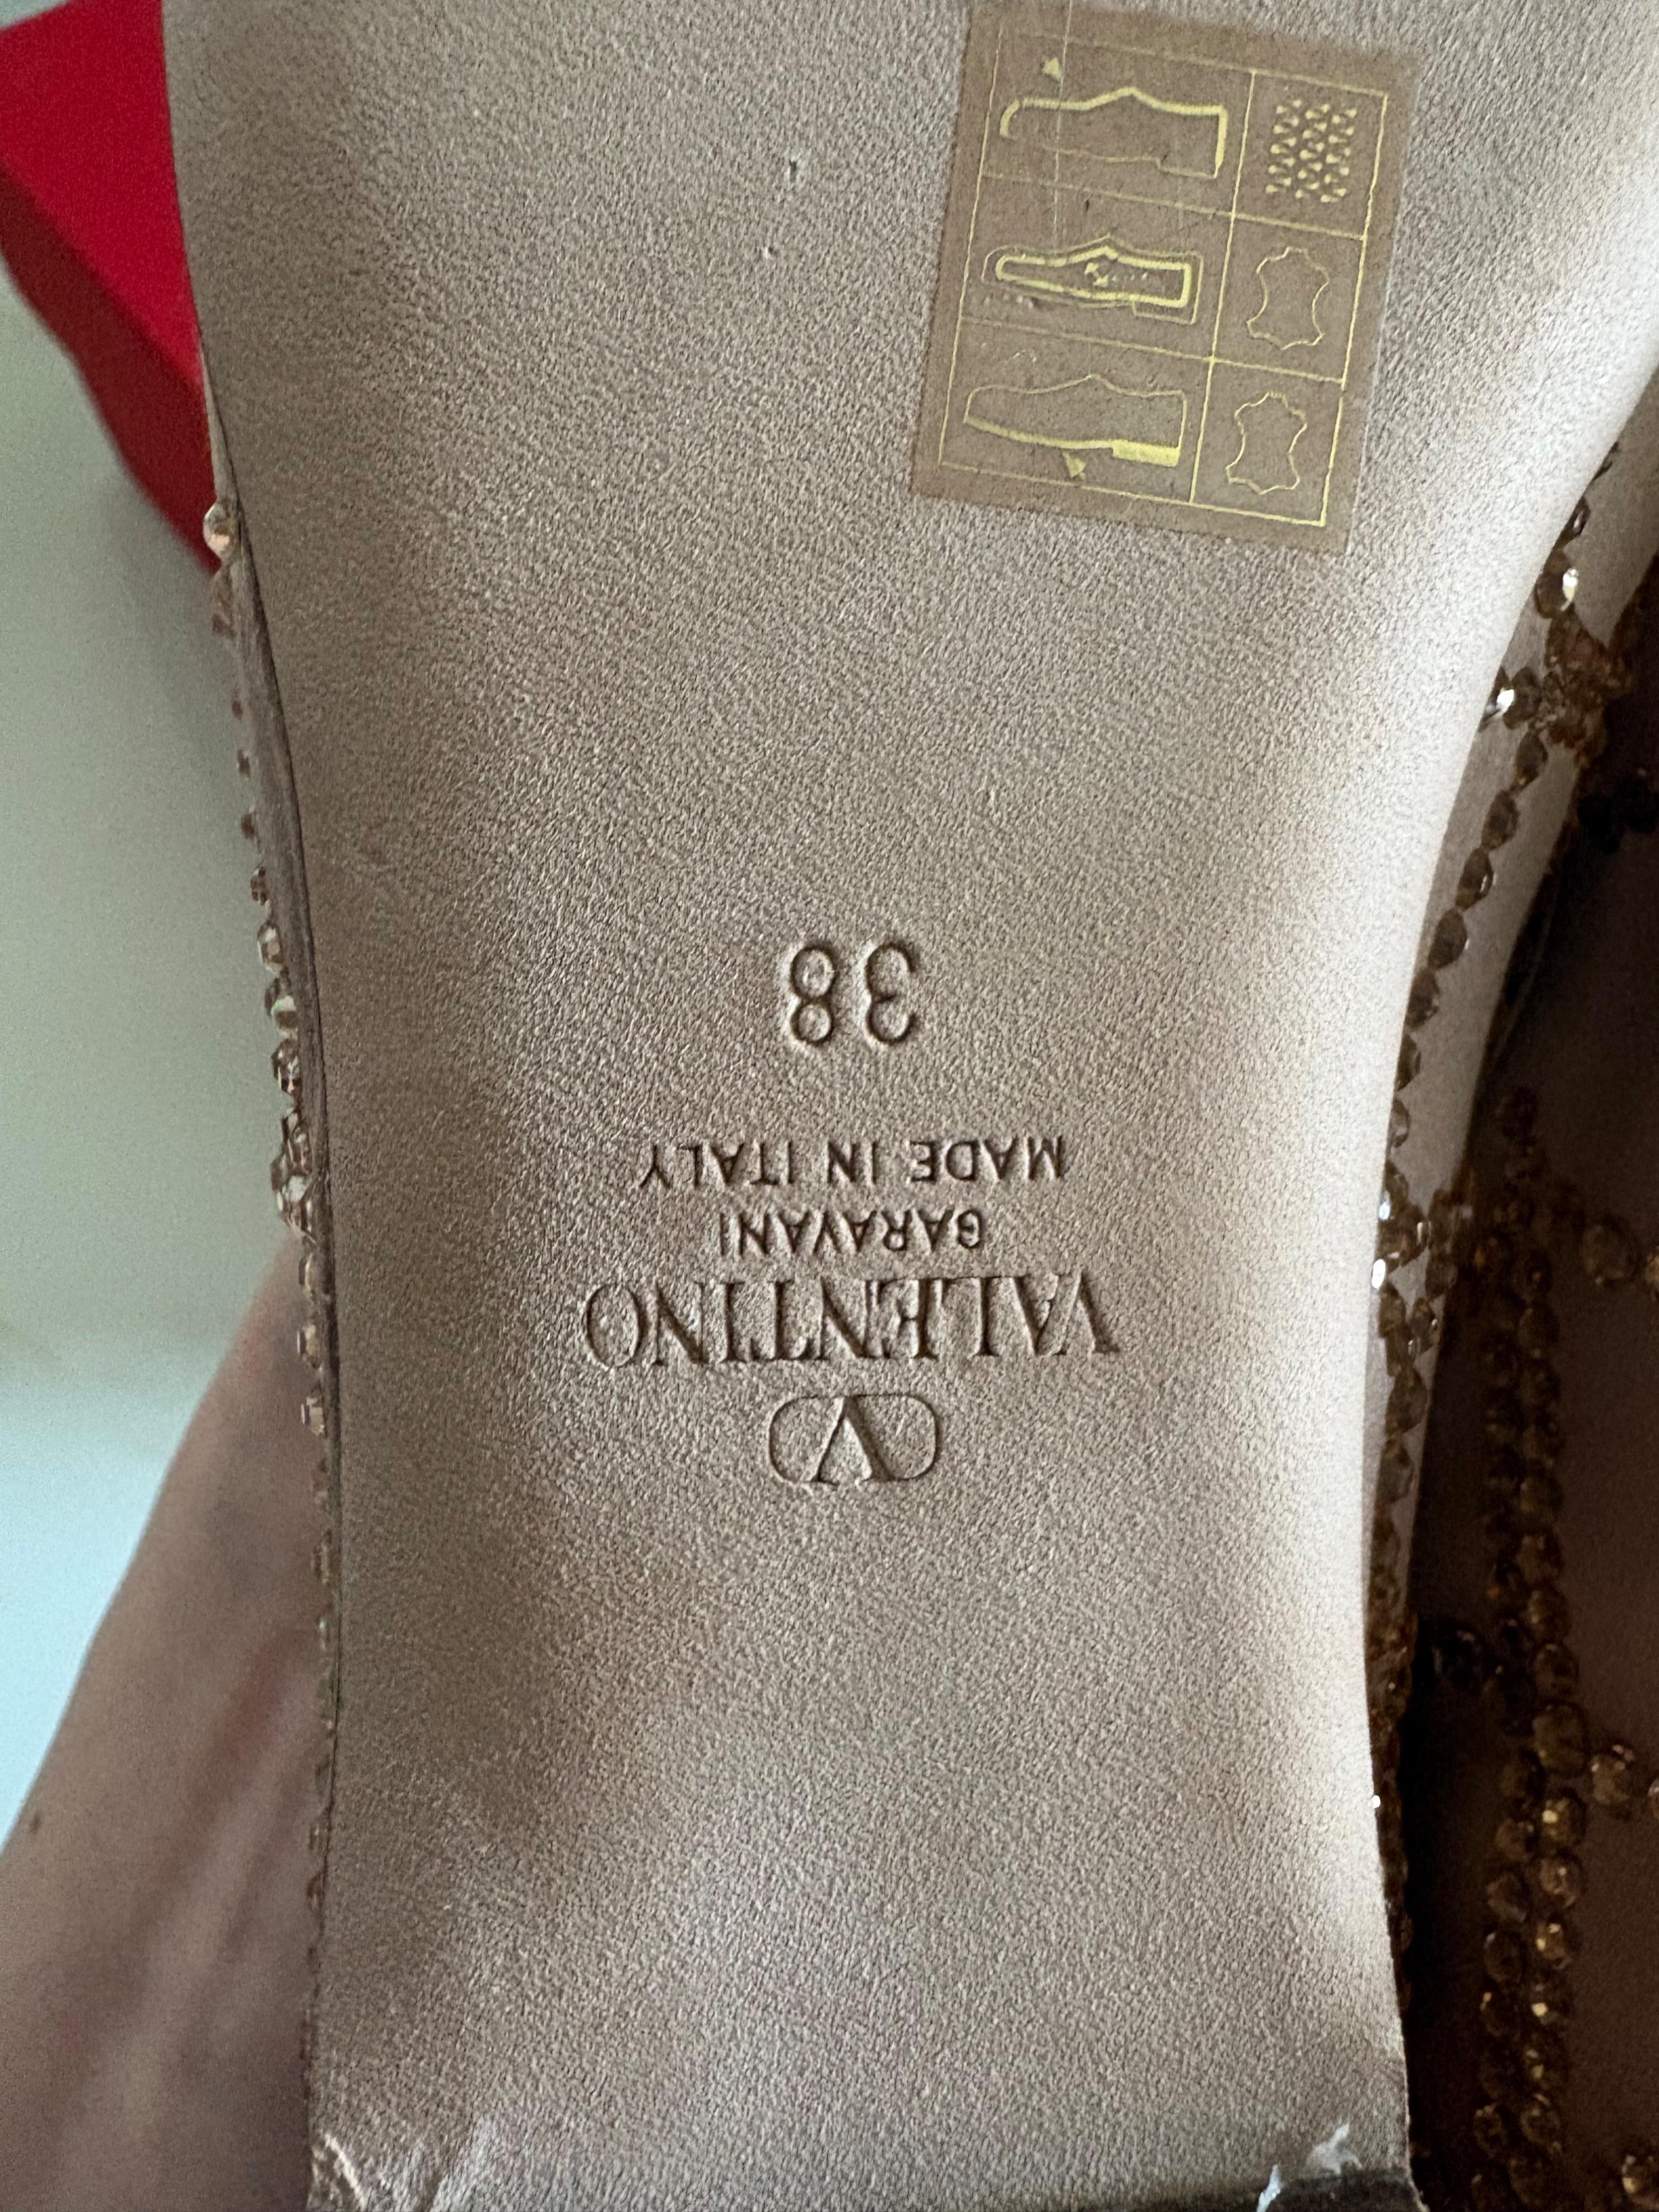 V
VALENTINO
GARAVANI
MADE IN ITALY
38